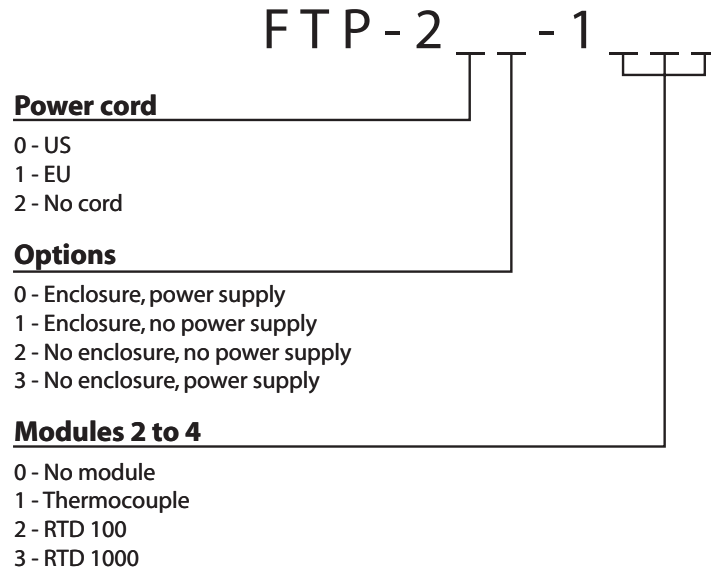 FTP-2_ _ -1 _ _ _
Power cord
0 - US
1 - EU
2 - No cord
Options
0 - Enclosure, power supply
1 - Enclosure, no power supply
2 - No enclosure, no power supply
3 - No enclosure, power supply
Modules 2 to 4
0 - No module
1 - Thermocouple
2 - RTD 100
3 - RTD 1000